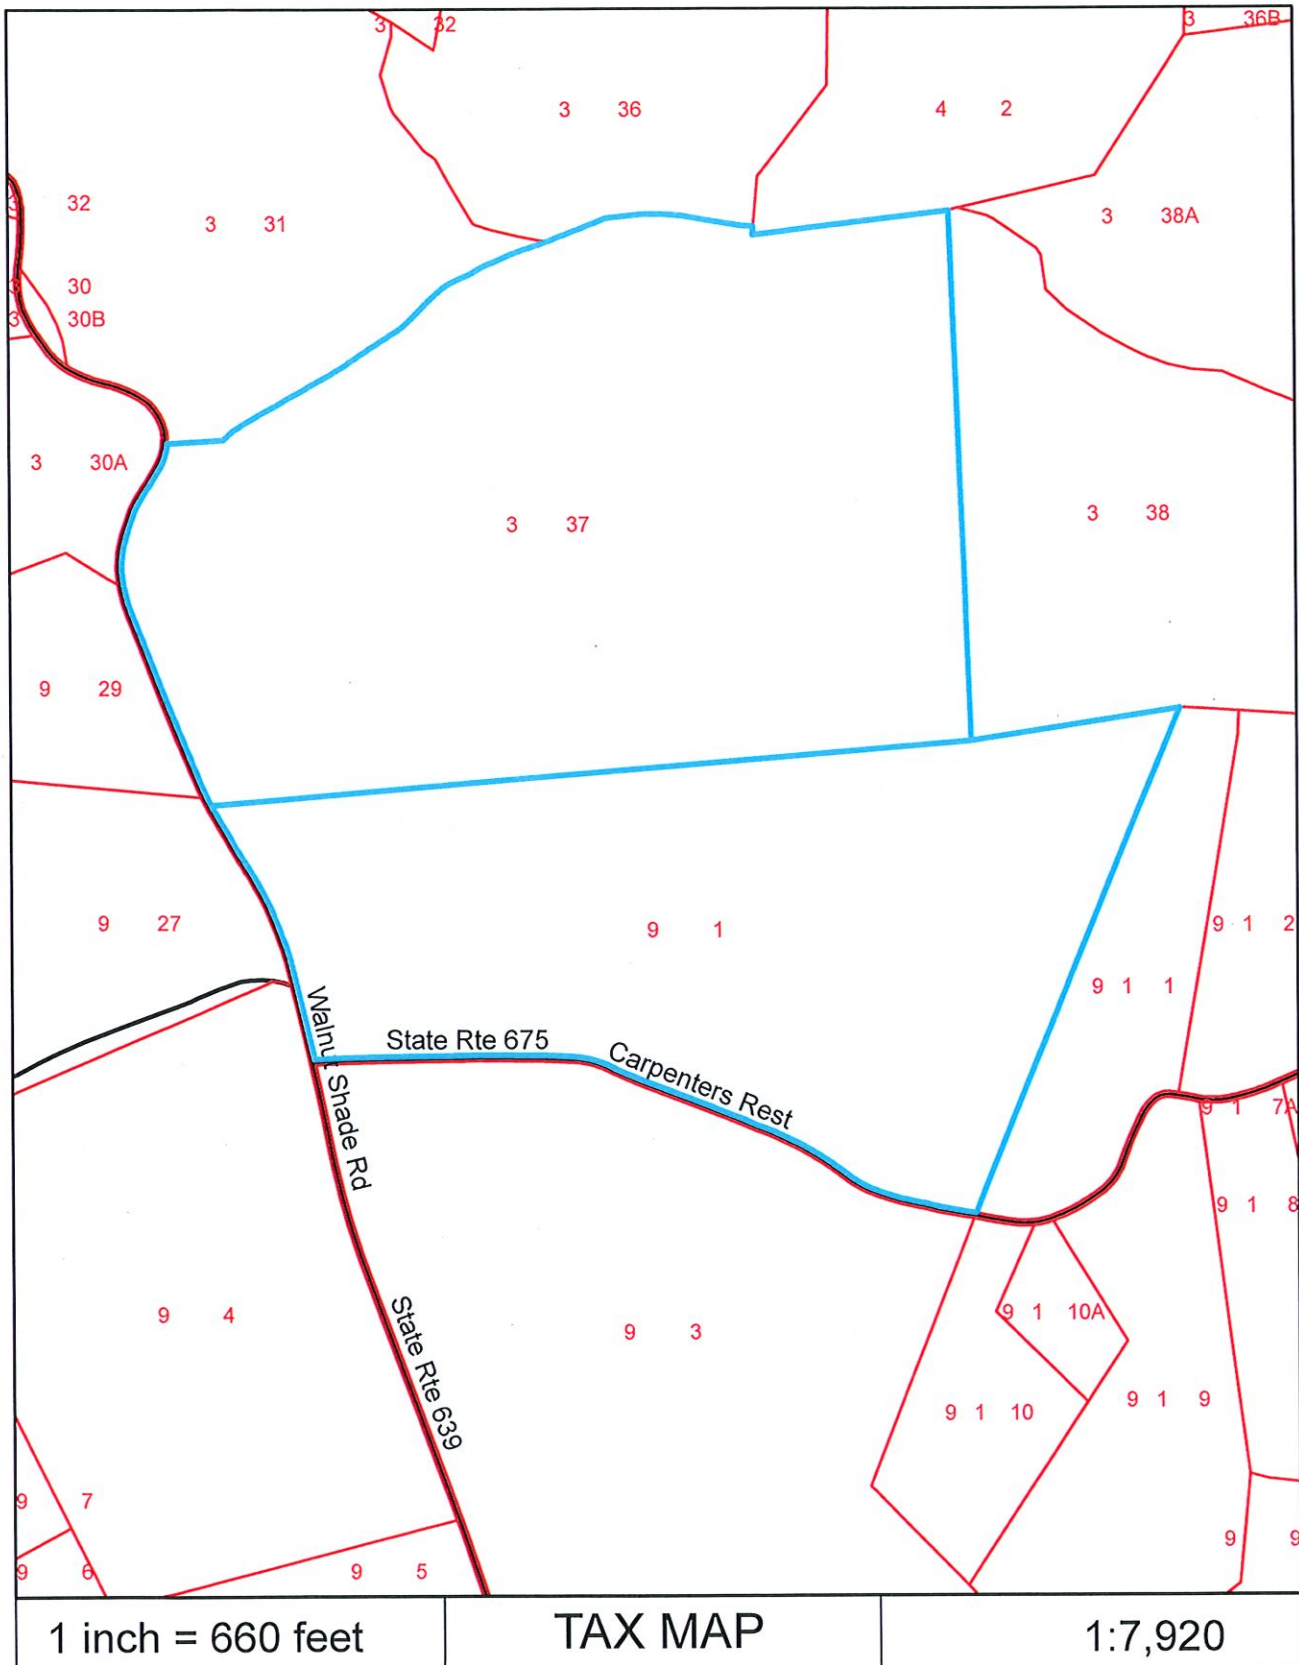 3 32
3 36B
3 36
4 2
3 32
3 31
3 38A
3 30
3 30B
3 30A
3 37
3 38
9 29
9 27
9 1
9 1 2
9 1 1
Walnut Shade Rd
State Rte 675
Carpenters Rest
9 1 7A
9 1 8
9 4
State Rte 639
9 3
9 1 10A
9 1 10
9 1 9
9 7
9 9
9 6
9 5
1 inch = 660 feet
TAX MAP
1:7,920